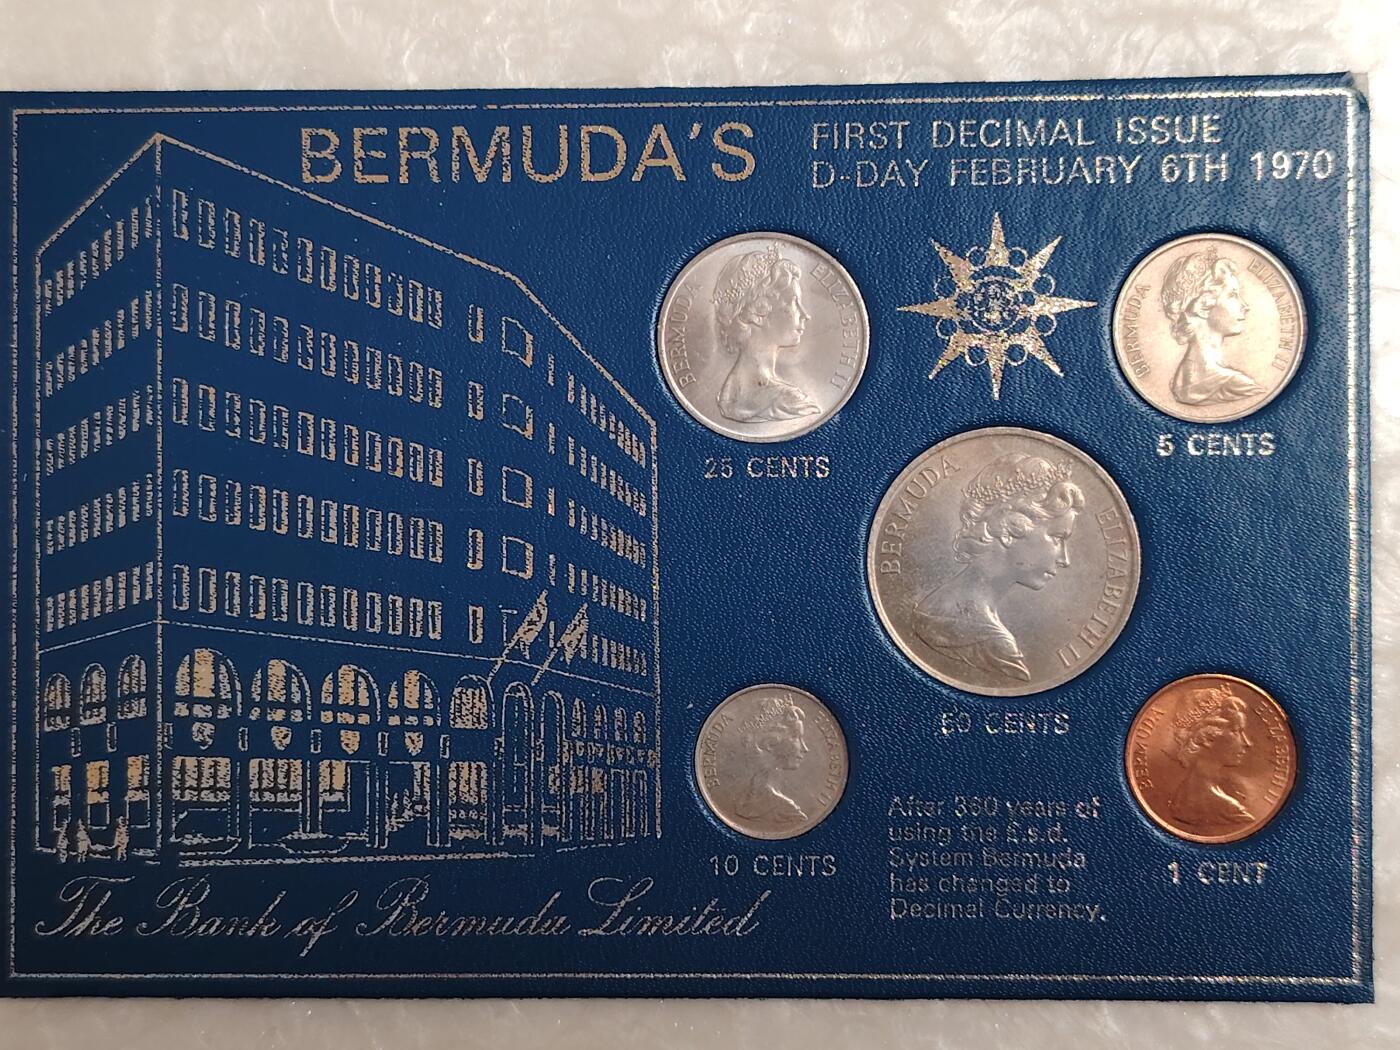 BERMUDA'S
FIRST DECIMAL ISSUE
D-DAY FEBRUARY 6TH 1970
BERMUDA ELIZABETH II
25 CENTS
BERMUDA ELIZABETH II
5 CENTS
BERMUDA ELIZABETH II
50 CENTS
BERMUDA ELIZABETH II
10 CENTS
BERMUDA ELIZABETH II
1 CENT
After 360 years of
using the £.s.d.
System Bermuda
has changed to
Decimal Currency.
The Bank of Bermuda Limited